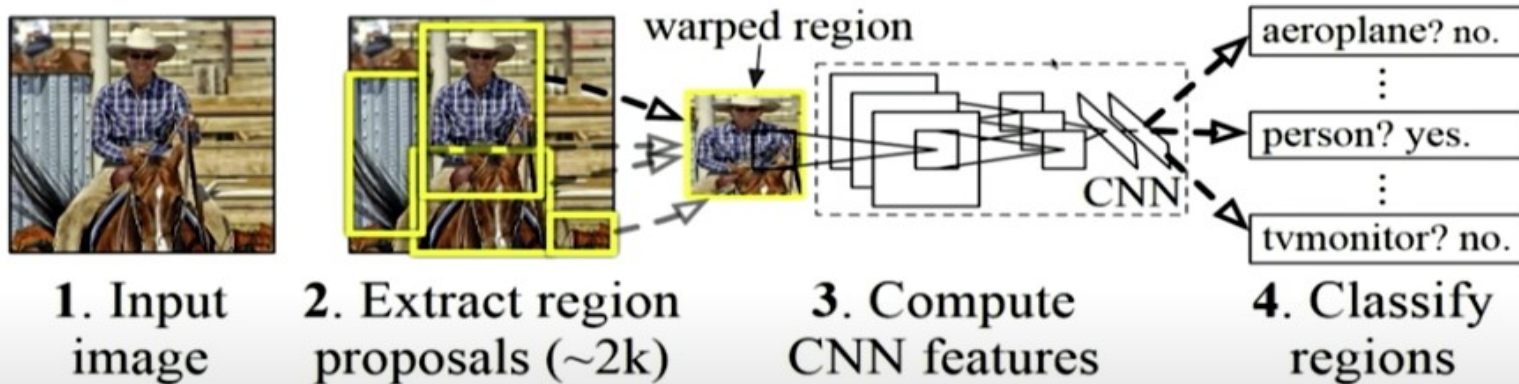 warped region
aeroplane? no.
⋮
person? yes.
⋮
tvmonitor? no.
CNN
1. Input
image
2. Extract region
proposals (~2k)
3. Compute
CNN features
4. Classify
regions